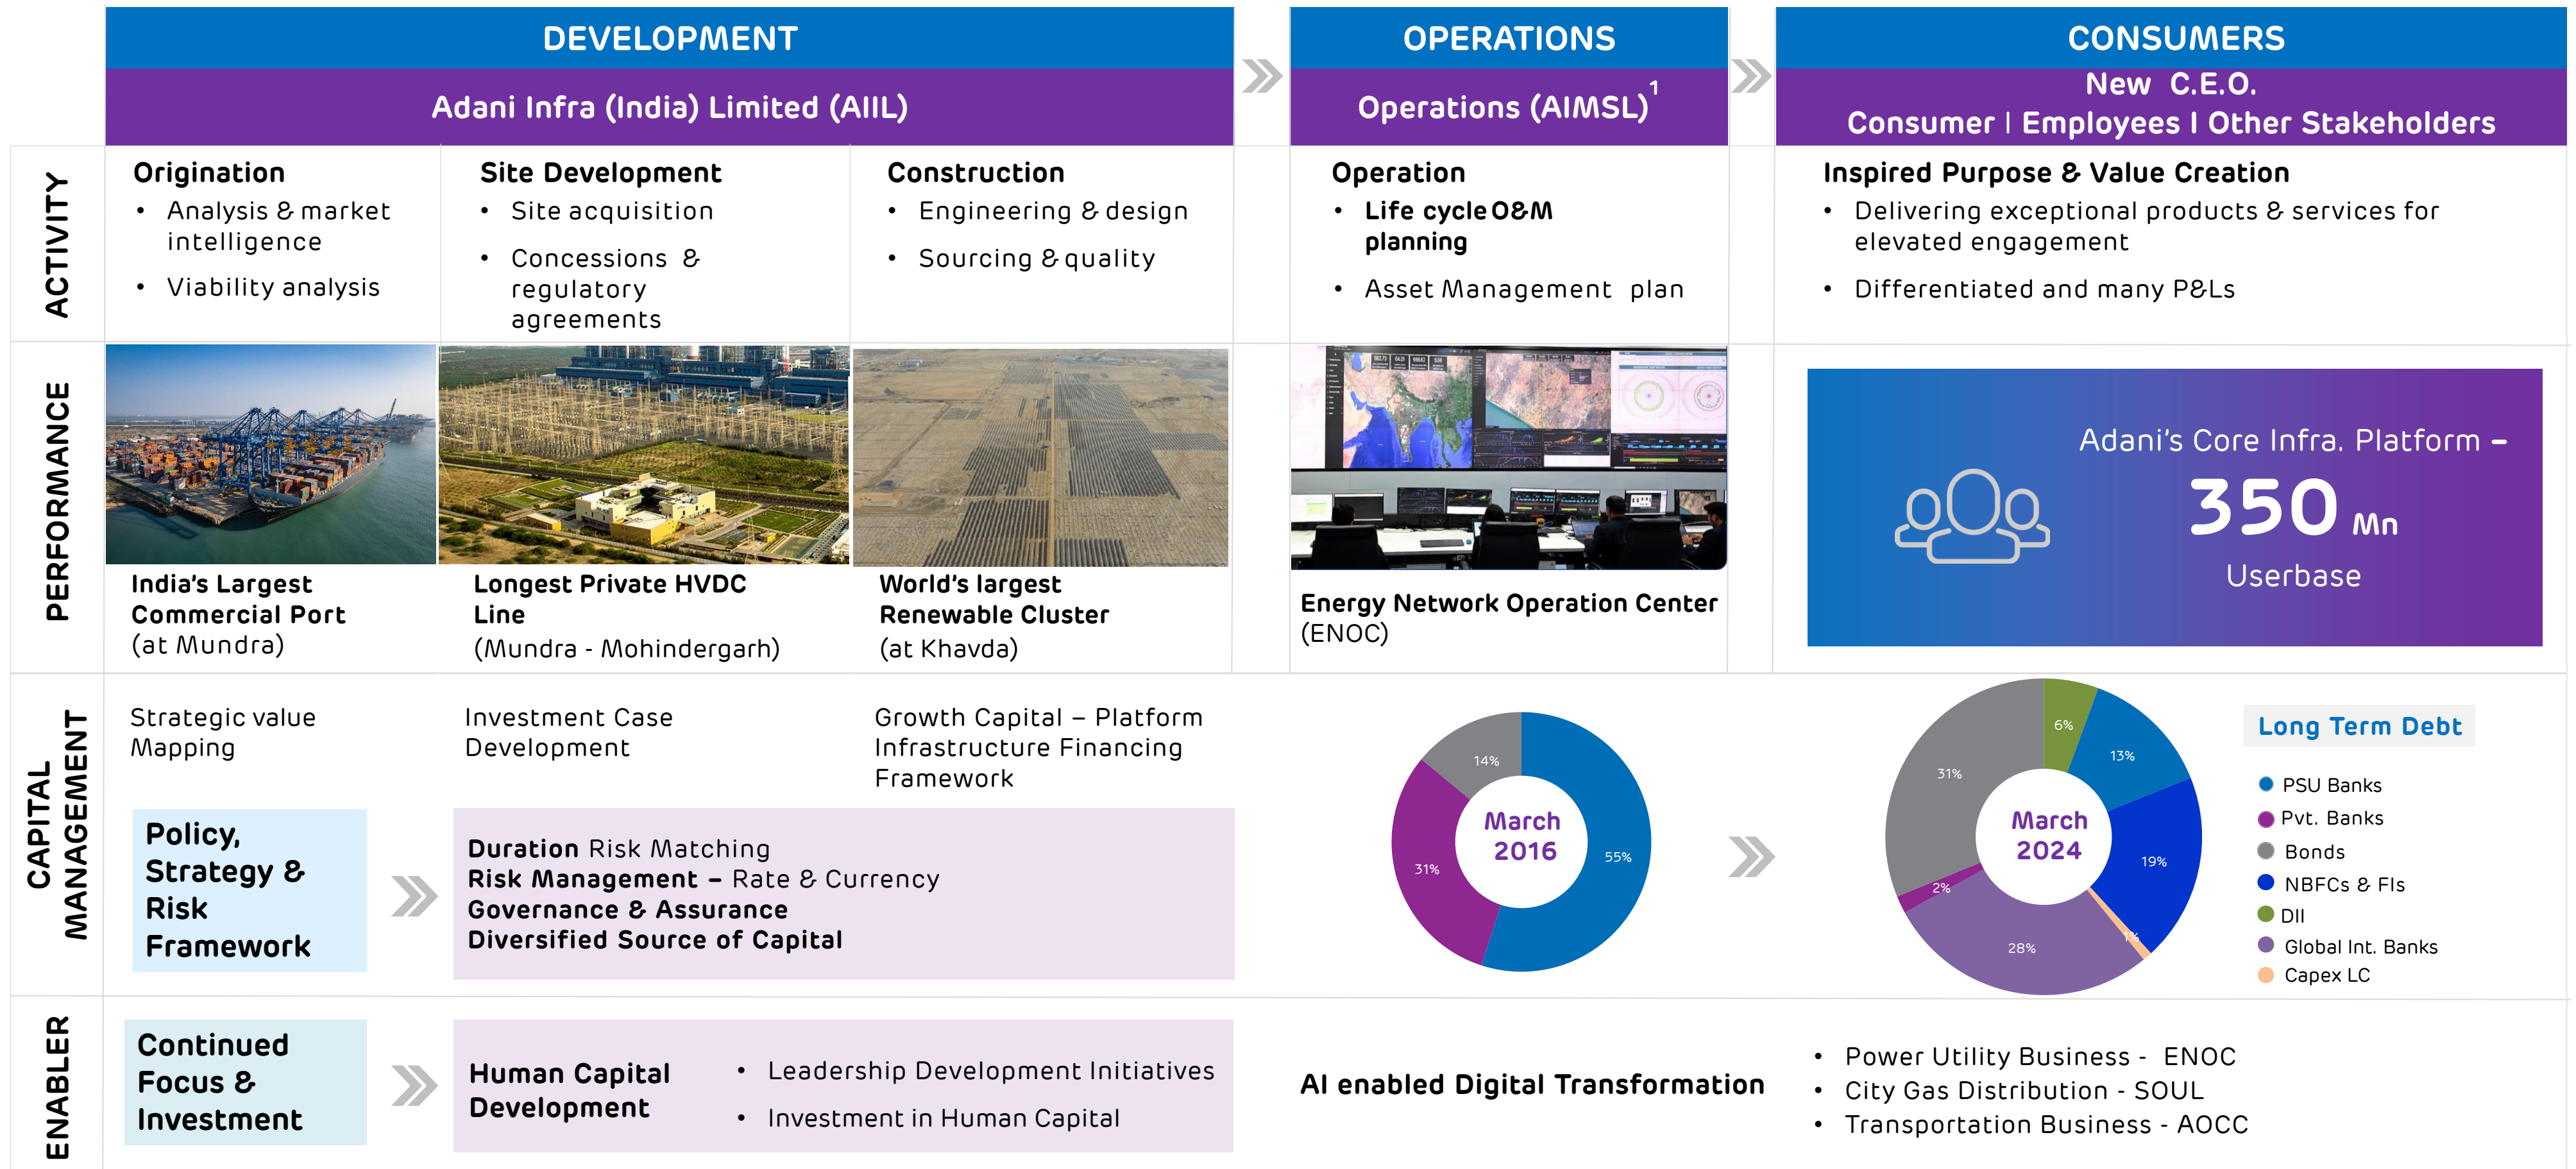 DEVELOPMENT
OPERATIONS
CONSUMERS
Adani Infra (India) Limited (AIIL)
Operations (AIMSL)1
New C.E.O.
Consumer | Employees I Other Stakeholders
ACTIVITY
Origination
• Analysis & market
intelligence
• Viability analysis
Site Development
• Site acquisition
• Concessions &
regulatory
agreements
Construction
• Engineering & design
• Sourcing & quality
Operation
• Life cycle O&M
planning
• Asset Management plan
Inspired Purpose & Value Creation
• Delivering exceptional products & services for
elevated engagement
• Differentiated and many P&Ls
PERFORMANCE
India's Largest
Commercial Port
(at Mundra)
Longest Private HVDC
Line
(Mundra - Mohindergarh)
World's largest
Renewable Cluster
(at Khavda)
Energy Network Operation Center
(ENOC)
Adani's Core Infra. Platform –
350 Mn
Userbase
CAPITAL
MANAGEMENT
Strategic value
Mapping
Investment Case
Development
Growth Capital – Platform
Infrastructure Financing
Framework
Policy,
Strategy &
Risk
Framework
Duration Risk Matching
Risk Management – Rate & Currency
Governance & Assurance
Diversified Source of Capital
14%
31%
55%
March
2016
6%
13%
19%
1%
28%
2%
31%
March
2024
Long Term Debt
PSU Banks
Pvt. Banks
Bonds
NBFCs & FIs
DII
Global Int. Banks
Capex LC
ENABLER
Continued
Focus &
Investment
Human Capital
Development
• Leadership Development Initiatives
• Investment in Human Capital
AI enabled Digital Transformation
• Power Utility Business - ENOC
• City Gas Distribution - SOUL
• Transportation Business - AOCC